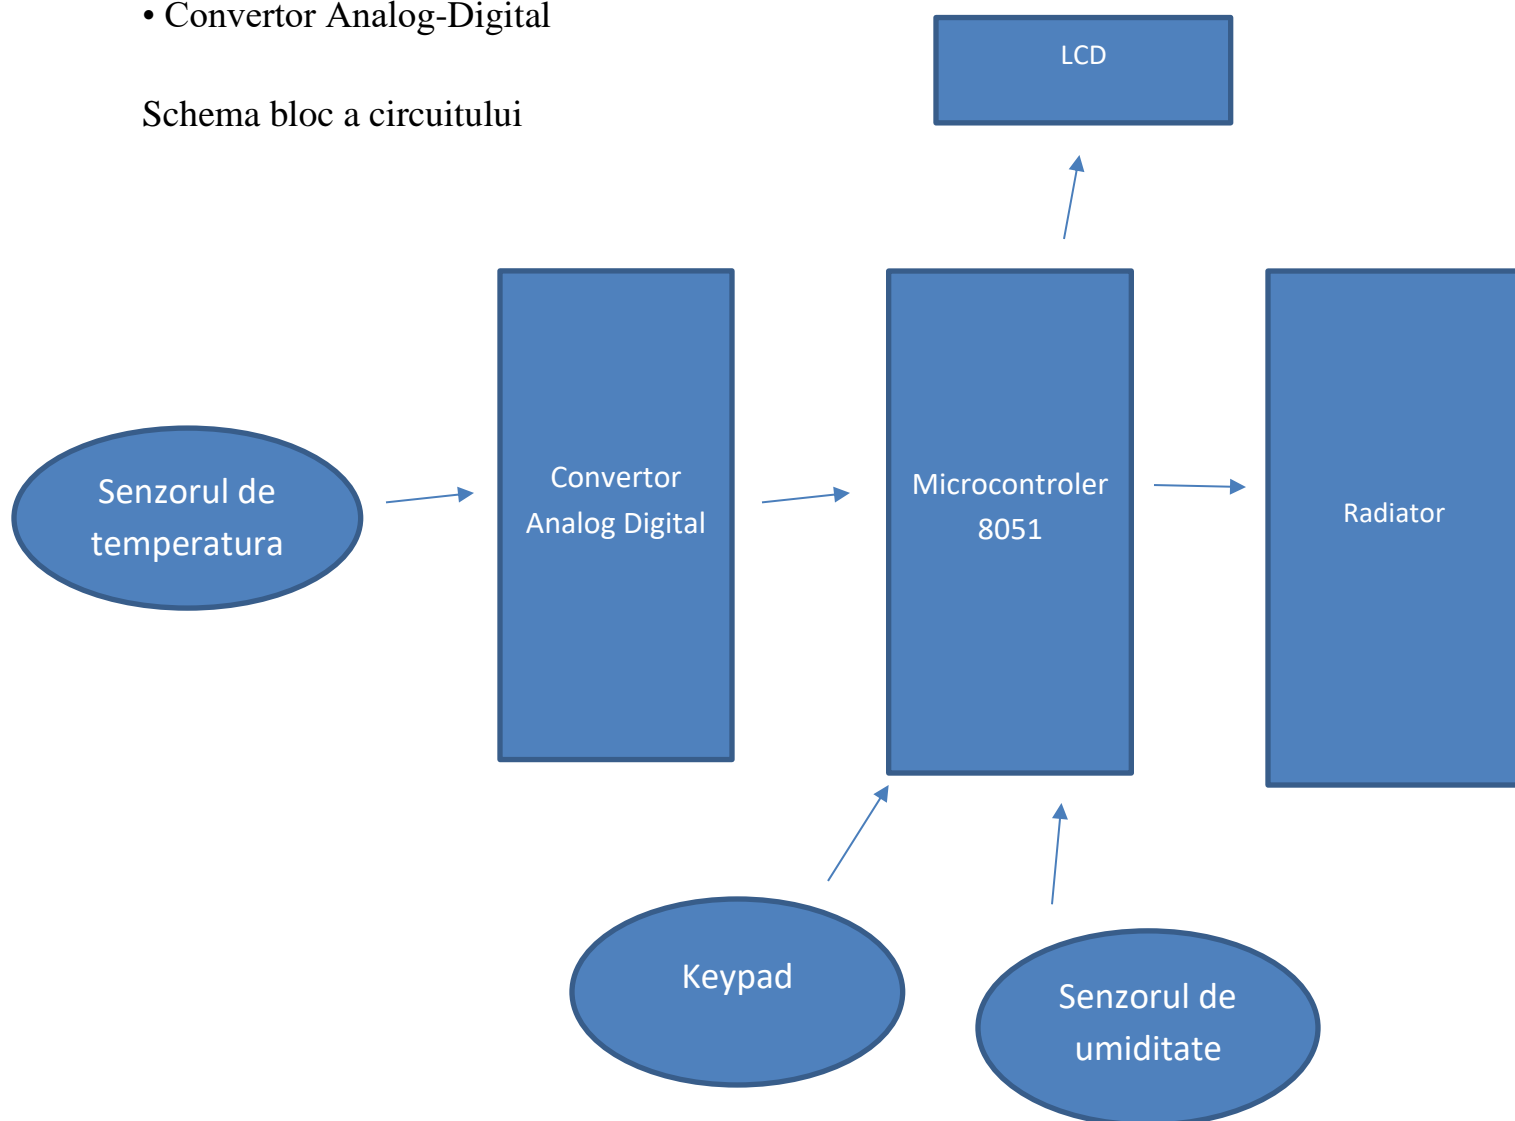 • Convertor Analog-Digital
LCD
Schema bloc a circuitului
Senzorul de
temperatura
Convertor
Analog Digital
Microcontroler
8051
Radiator
Keypad
Senzorul de
umiditate